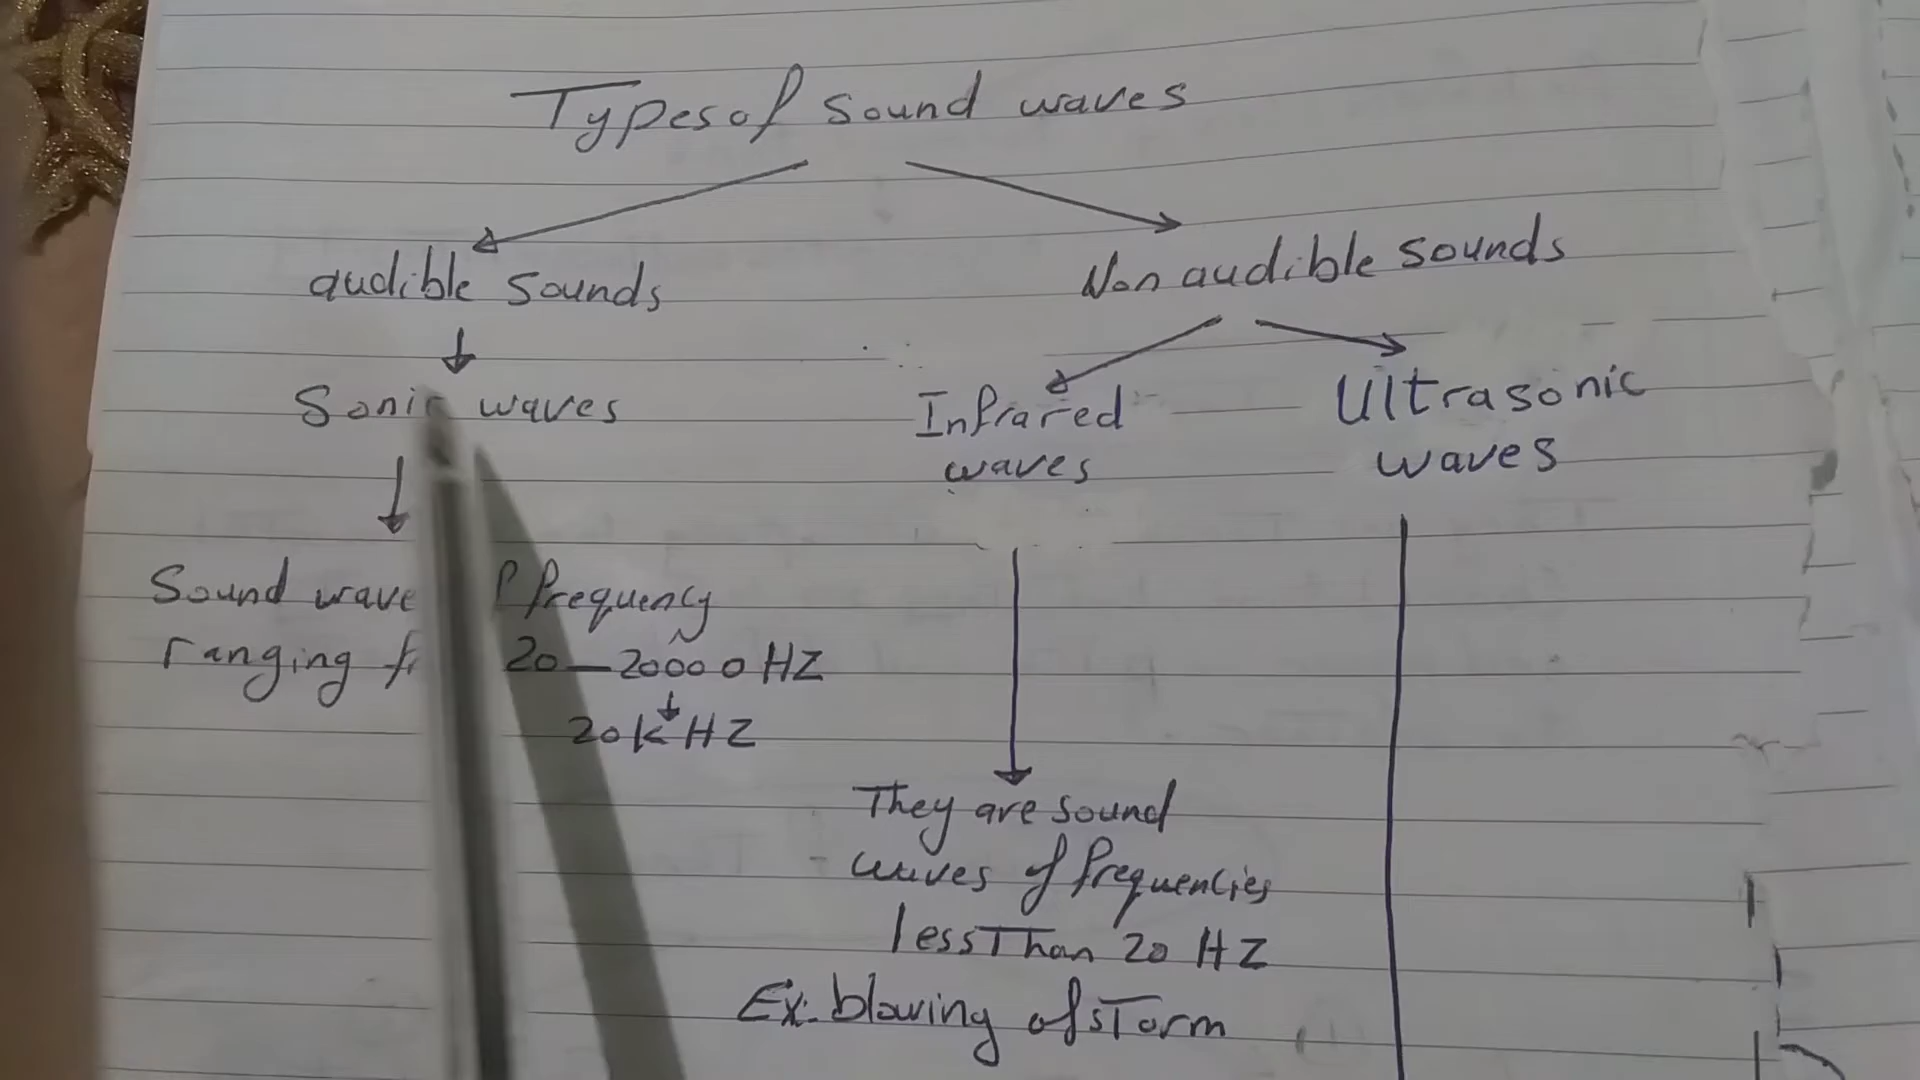 Types of sound waves
audible sounds
Non audible sounds
Sonic waves
Infrared
waves
Ultrasonic
waves
Sound wave frequency
ranging 20 — 20000 HZ
20 K HZ
They are sound
waves of frequencies
less Than 20 HZ
Ex: blowing of sTorm